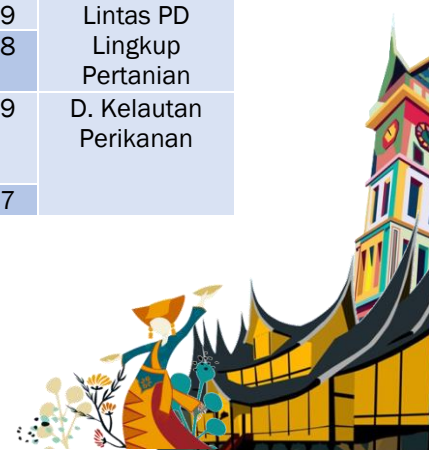 9 Lintas PD
8 Lingkup
Pertanian
9 D. Kelautan
Perikanan
7